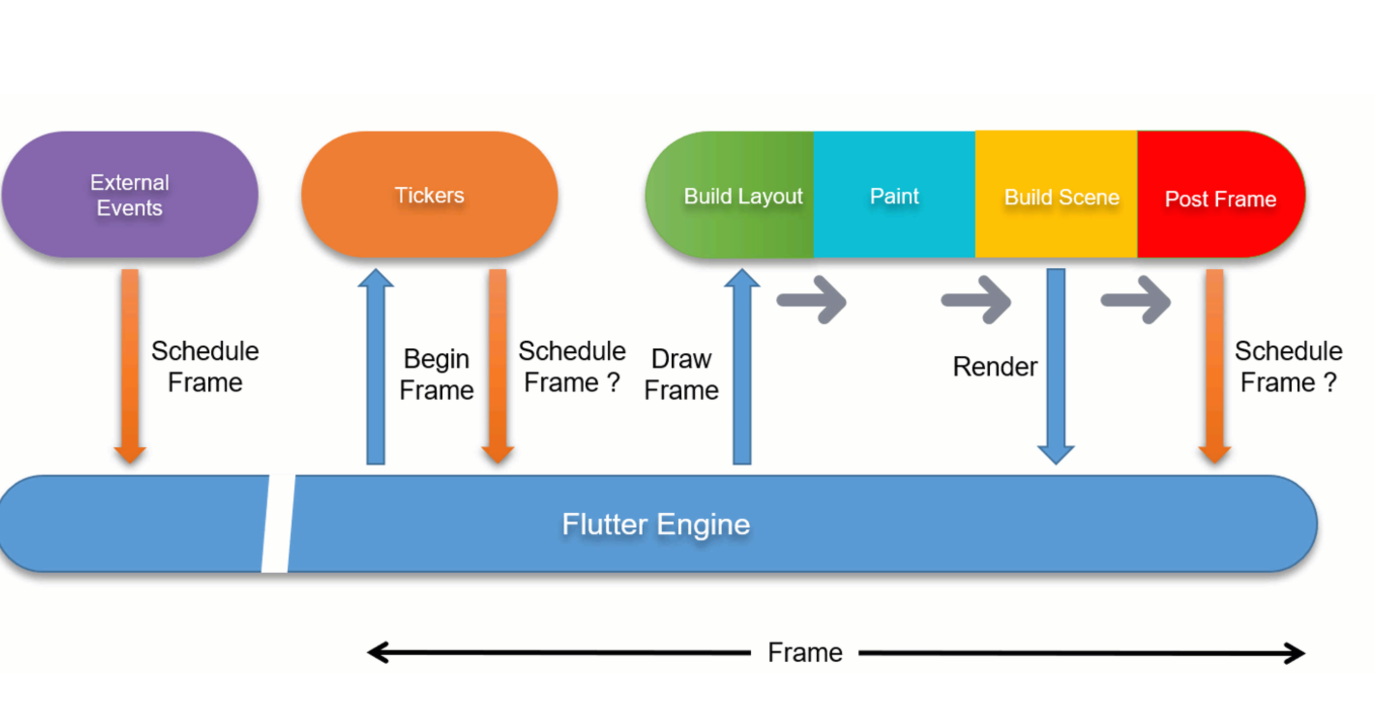 External
Events
Tickers
Build Layout
Paint
Build Scene
Post Frame
Schedule
Frame
Begin
Frame
Schedule
Frame ?
Draw
Frame
Render
Schedule
Frame ?
Flutter Engine
Frame